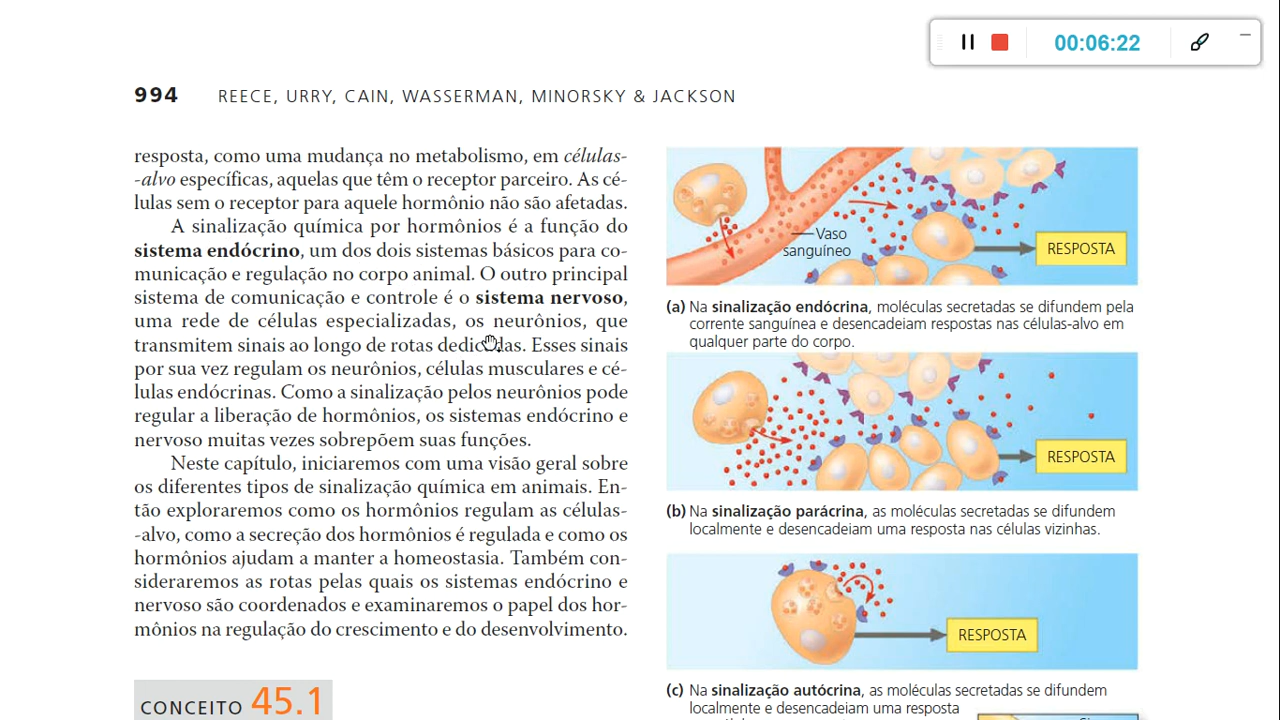 00:06:22
994 REECE, URRY, CAIN, WASSERMAN, MINORSKY & JACKSON
resposta, como uma mudança no metabolismo, em células-
-alvo específicas, aquelas que têm o receptor parceiro. As cé-
lulas sem o receptor para aquele hormônio não são afetadas.
A sinalização química por hormônios é a função do
sistema endócrino, um dos dois sistemas básicos para co-
municação e regulação no corpo animal. O outro principal
sistema de comunicação e controle é o sistema nervoso,
uma rede de células especializadas, os neurônios, que
transmitem sinais ao longo de rotas dedicadas. Esses sinais
por sua vez regulam os neurônios, células musculares e cé-
lulas endócrinas. Como a sinalização pelos neurônios pode
regular a liberação de hormônios, os sistemas endócrino e
nervoso muitas vezes sobrepõem suas funções.
Neste capítulo, iniciaremos com uma visão geral sobre
os diferentes tipos de sinalização química em animais. En-
tão exploraremos como os hormônios regulam as células-
-alvo, como a secreção dos hormônios é regulada e como os
hormônios ajudam a manter a homeostasia. Também con-
sideraremos as rotas pelas quais os sistemas endócrino e
nervoso são coordenados e examinaremos o papel dos hor-
mônios na regulação do crescimento e do desenvolvimento.
CONCEITO 45.1
Vaso
sanguíneo
RESPOSTA
(a) Na sinalização endócrina, moléculas secretadas se difundem pela
corrente sanguínea e desencadeiam respostas nas células-alvo em
qualquer parte do corpo.
RESPOSTA
(b) Na sinalização parácrina, as moléculas secretadas se difundem
localmente e desencadeiam uma resposta nas células vizinhas.
RESPOSTA
(c) Na sinalização autócrina, as moléculas secretadas se difundem
localmente e desencadeiam uma resposta